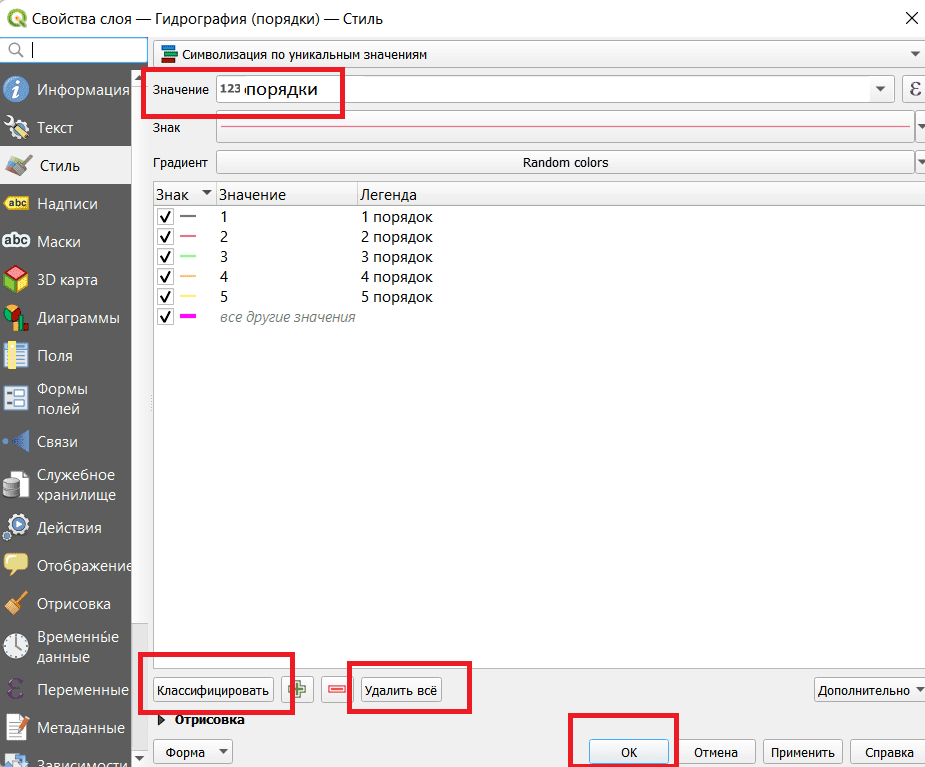 Свойства слоя — Гидрография (порядки) — Стиль
Символизация по уникальным значениям
Информация
Значение 123 порядки ε
Текст
Знак
Стиль
Градиент Random colors
Знак Значение Легенда
abc Надписи
1 1 порядок
abc Маски
2 2 порядок
3 3 порядок
3D карта
4 4 порядок
5 5 порядок
Диаграммы
все другие значения
Поля
Формы
полей
Связи
Служебное
хранилище
Действия
Отображение
Отрисовка
Временные
данные
Переменные
Классифицировать Удалить всё Дополнительно
Отрисовка
Метаданные
Форма ОК Отмена Применить Справка
Зависимости